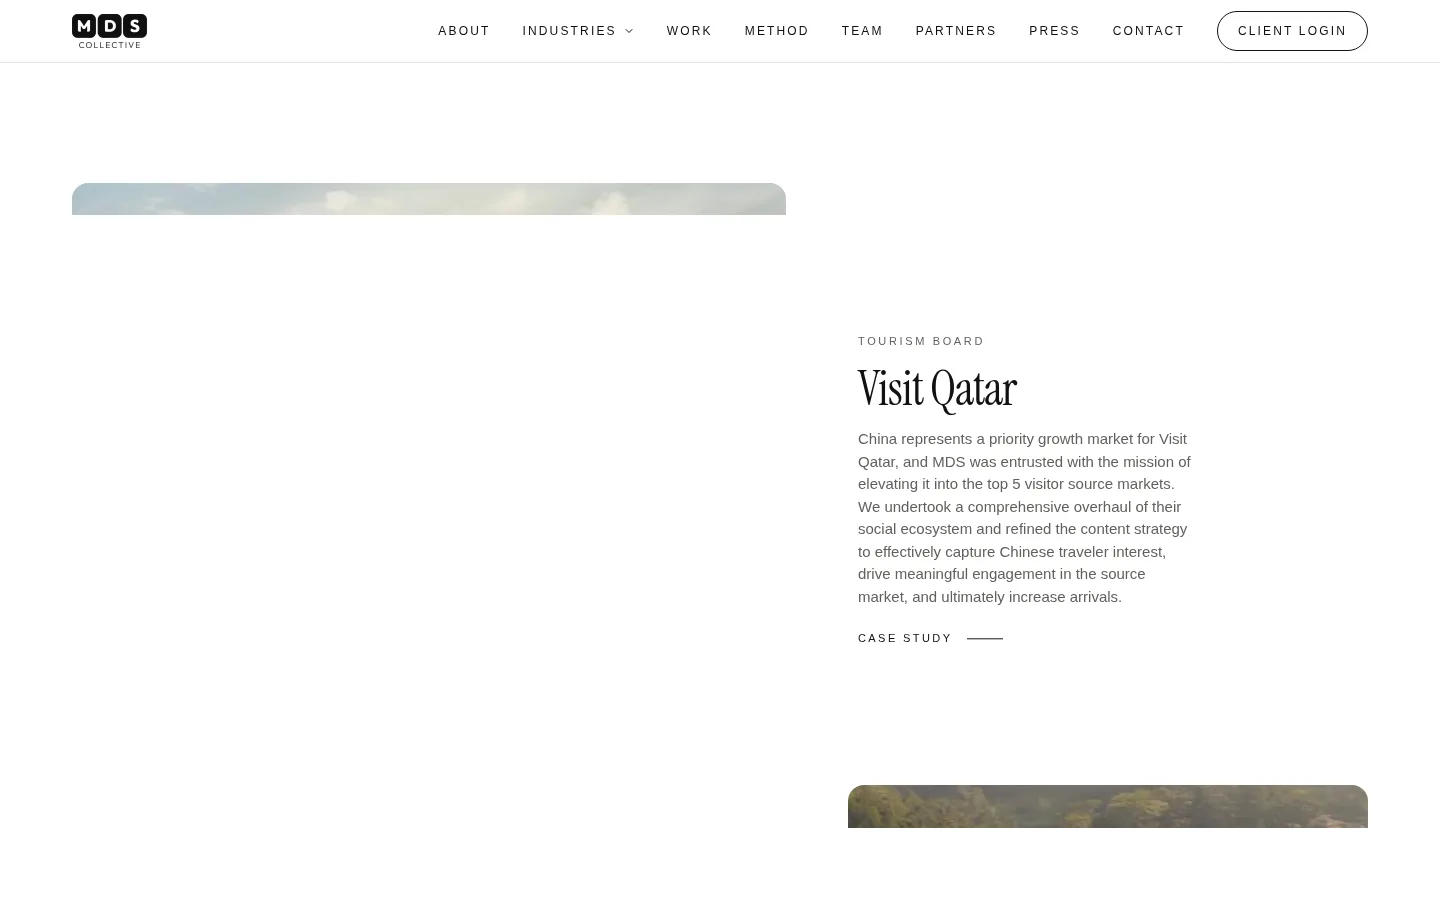 MDS
COLLECTIVE
ABOUT
INDUSTRIES
WORK
METHOD
TEAM
PARTNERS
PRESS
CONTACT
CLIENT LOGIN
TOURISM BOARD
Visit Qatar
China represents a priority growth market for Visit
Qatar, and MDS was entrusted with the mission of
elevating it into the top 5 visitor source markets.
We undertook a comprehensive overhaul of their
social ecosystem and refined the content strategy
to effectively capture Chinese traveler interest,
drive meaningful engagement in the source
market, and ultimately increase arrivals.
CASE STUDY